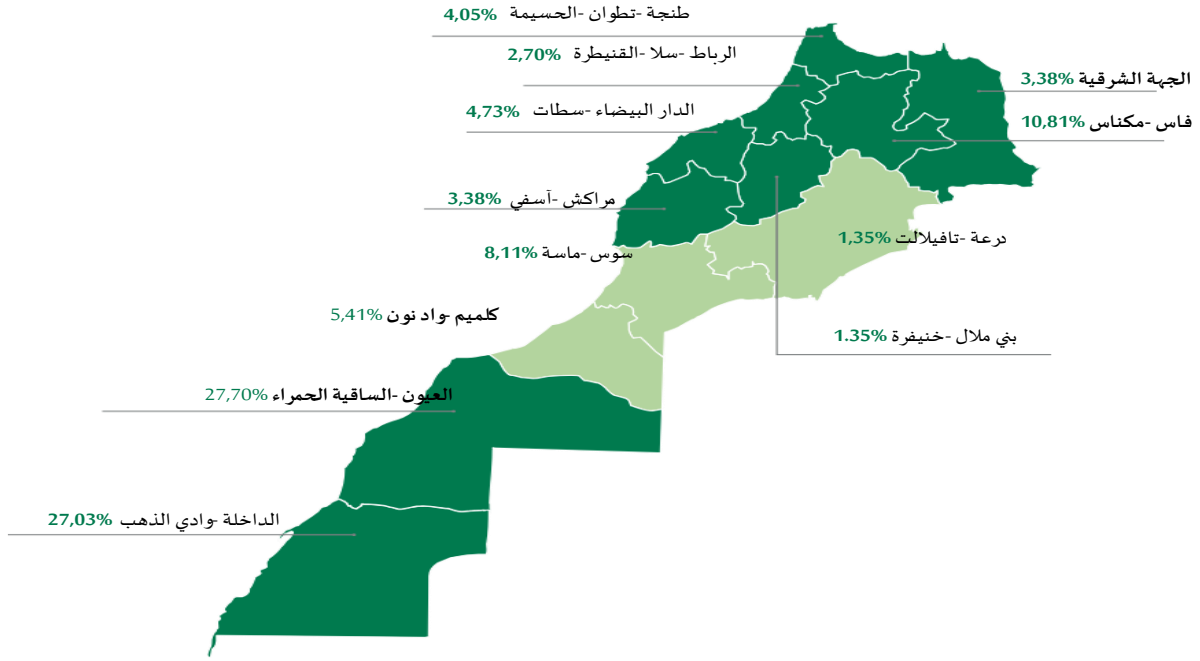 طنجة -تطوان -الحسيمة 4,05%
الرباط -سلا -القنيطرة 2,70%
الجهة الشرقية 3,38%
الدار البيضاء -سطات 4,73%
فاس -مكناس 10,81%
مراكش -آسفي 3,38%
درعة -تافيلالت 1,35%
سوس -ماسة 8,11%
كلميم -واد نون 5,41%
بني ملال -خنيفرة 1.35%
العيون -الساقية الحمراء 27,70%
الداخلة -وادي الذهب 27,03%